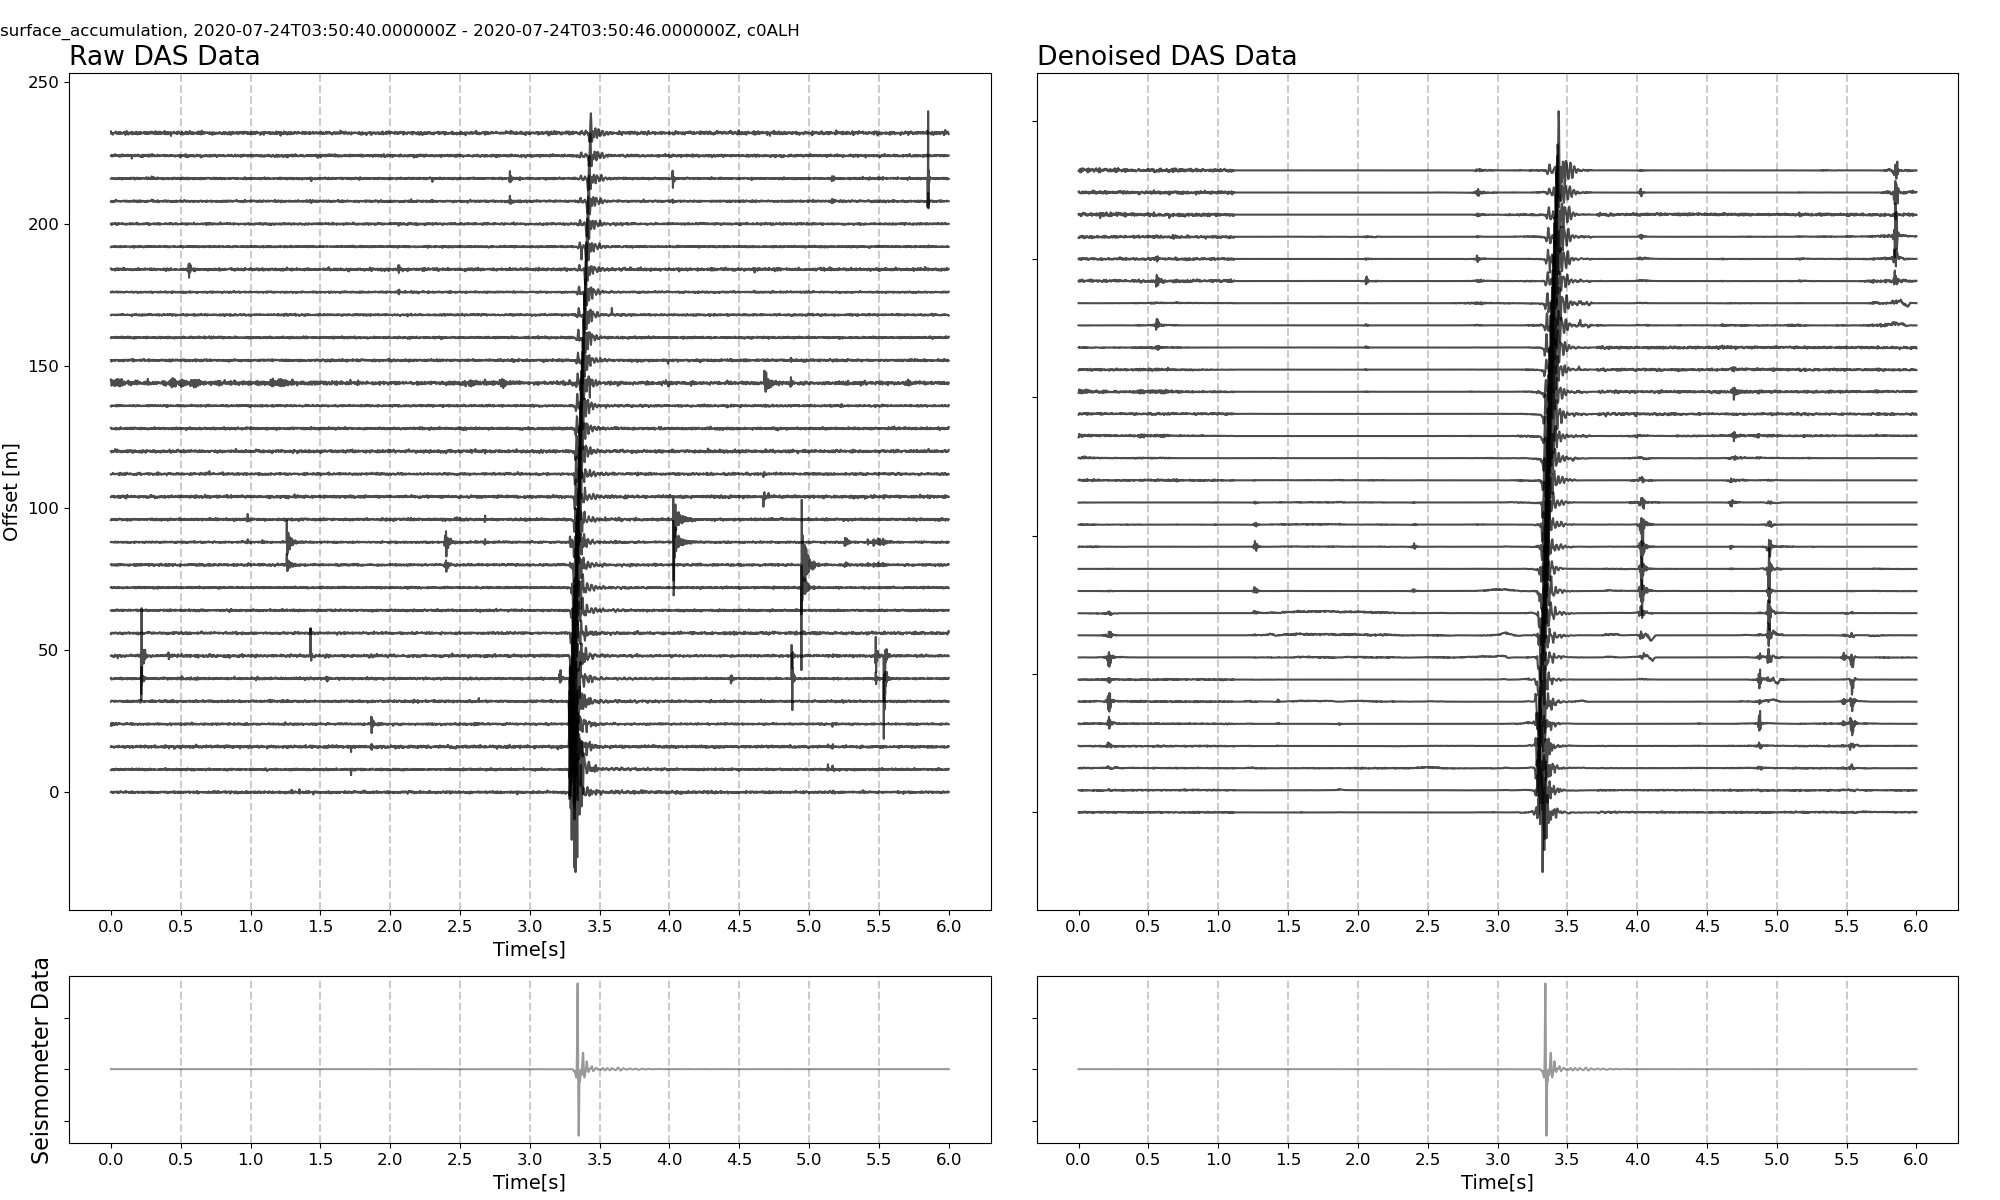 surface_accumulation, 2020-07-24T03:50:40.000000Z - 2020-07-24T03:50:46.000000Z, c0ALH
Raw DAS Data
250
200
150
100
50
0
Offset [m]
0.0 0.5 1.0 1.5 2.0 2.5 3.0 3.5 4.0 4.5 5.0 5.5 6.0
Time[s]
Denoised DAS Data
0.0 0.5 1.0 1.5 2.0 2.5 3.0 3.5 4.0 4.5 5.0 5.5 6.0
Seismometer Data
0.0 0.5 1.0 1.5 2.0 2.5 3.0 3.5 4.0 4.5 5.0 5.5 6.0
Time[s]
0.0 0.5 1.0 1.5 2.0 2.5 3.0 3.5 4.0 4.5 5.0 5.5 6.0
Time[s]